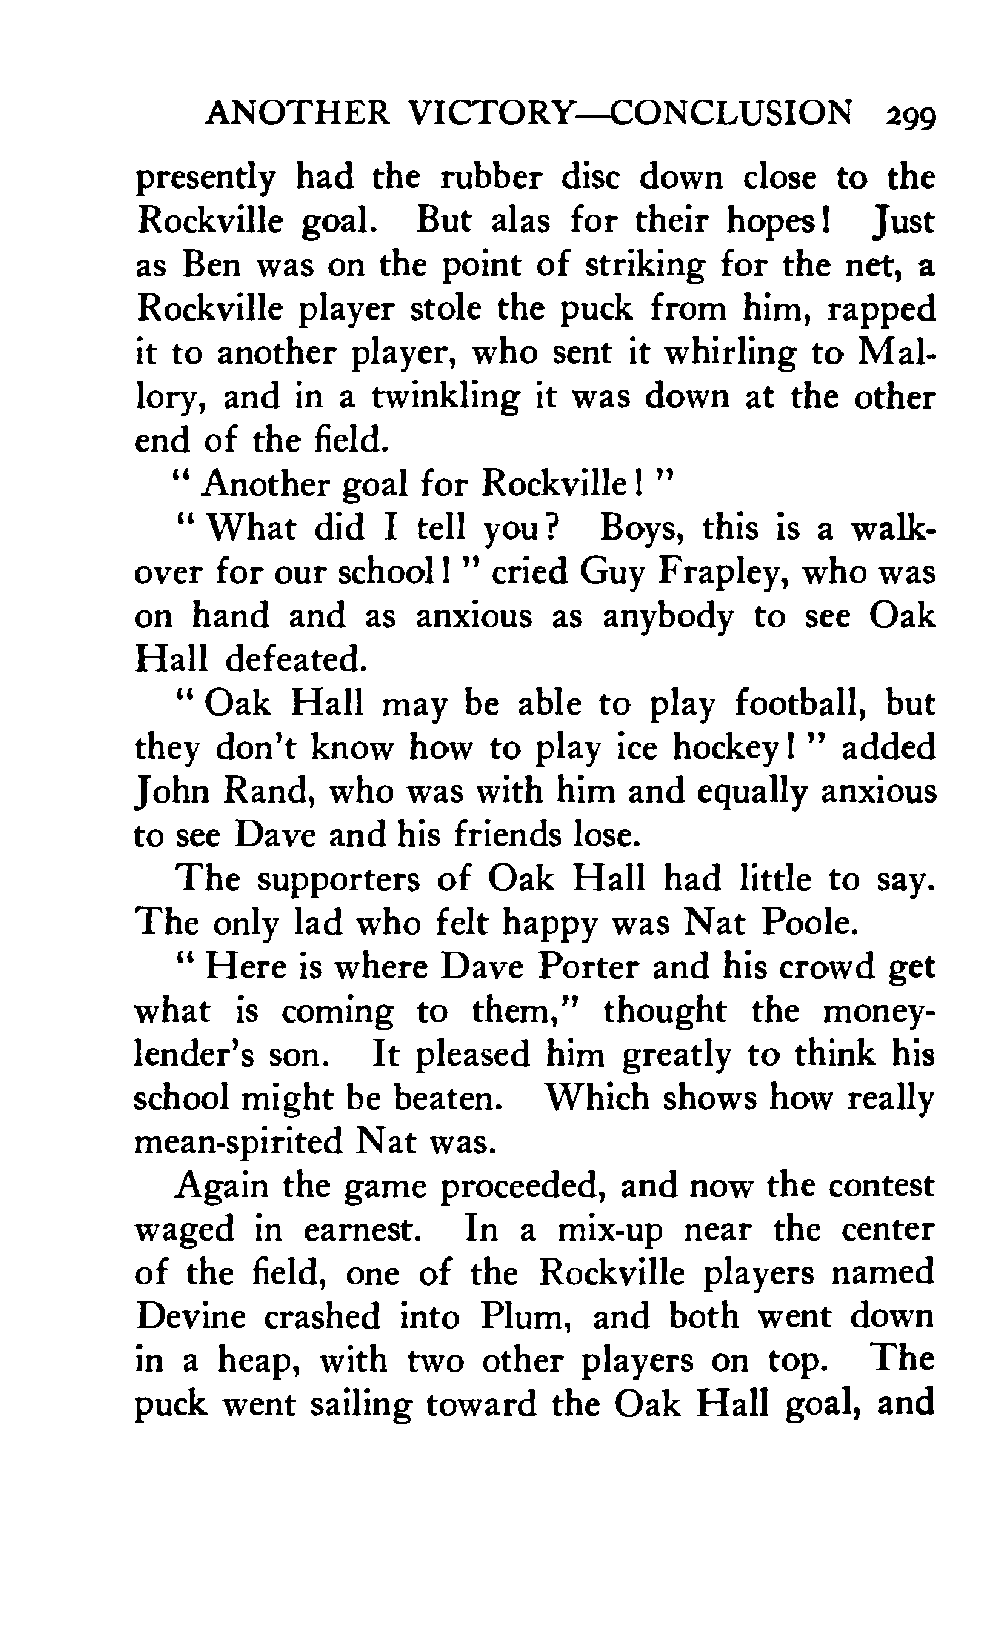 ANOTHER VICTORY—CONCLUSION 299
presently had the rubber disc down close to the
Rockville goal. But alas for their hopes! Just
as Ben was on the point of striking for the net, a
Rockville player stole the puck from him, rapped
it to another player, who sent it whirling to Mal-
lory, and in a twinkling it was down at the other
end of the field.
" Another goal for Rockville! "
" What did I tell you? Boys, this is a walk-
over for our school! " cried Guy Frapley, who was
on hand and as anxious as anybody to see Oak
Hall defeated.
" Oak Hall may be able to play football, but
they don't know how to play ice hockey! " added
John Rand, who was with him and equally anxious
to see Dave and his friends lose.
The supporters of Oak Hall had little to say.
The only lad who felt happy was Nat Poole.
" Here is where Dave Porter and his crowd get
what is coming to them," thought the money-
lender's son. It pleased him greatly to think his
school might be beaten. Which shows how really
mean-spirited Nat was.
Again the game proceeded, and now the contest
waged in earnest. In a mix-up near the center
of the field, one of the Rockville players named
Devine crashed into Plum, and both went down
in a heap, with two other players on top. The
puck went sailing toward the Oak Hall goal, and